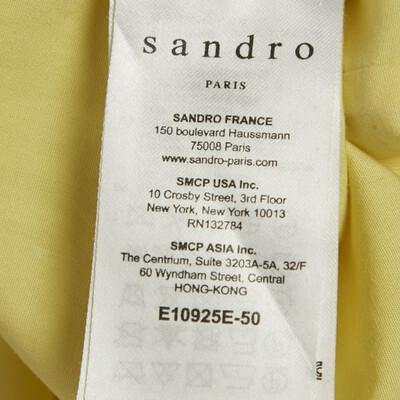 sandro
PARIS
SANDRO FRANCE
150 boulevard Haussmann
75008 Paris
www.sandro-paris.com
SMCP USA Inc.
10 Crosby Street, 3rd Floor
New York, New York 10013
RN132784
SMCP ASIA Inc.
The Centrium, Suite 3203A-5A, 32/F
60 Wyndham Street, Central
HONG-KONG
E10925E-50